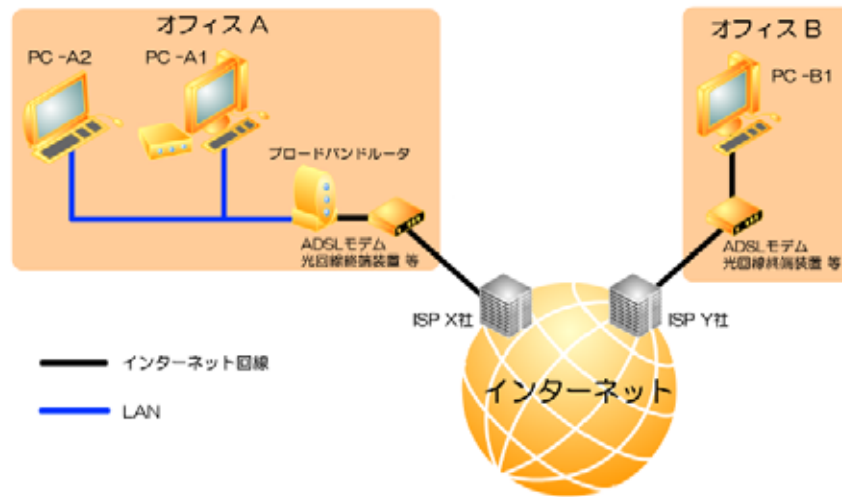 オフィス A
オフィス B
PC -A2
PC -A1
PC -B1
ブロードバンドルータ
ADSLモデム
光回線終端装置 等
ADSLモデム
光回線終端装置 等
ISP X社
ISP Y社
インターネット回線
インターネット
LAN